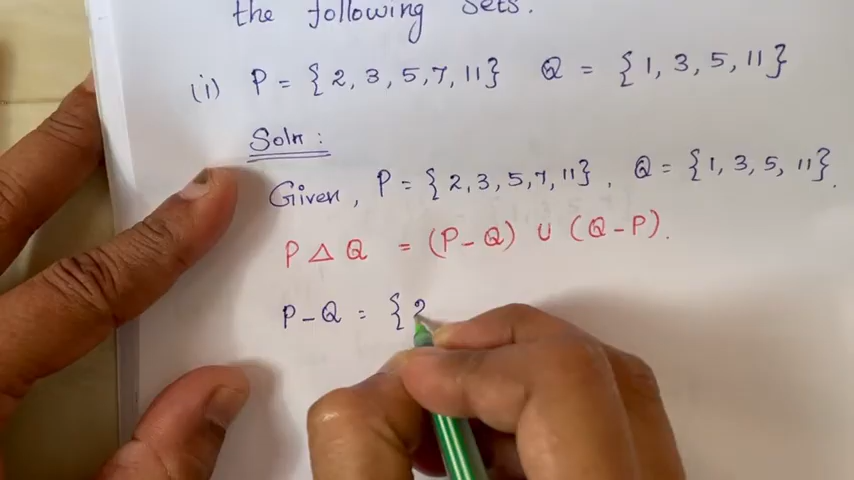 the following sets.
(i) P = {2, 3, 5, 7, 11} Q = {1, 3, 5, 11}
Soln :
Given, P = {2, 3, 5, 7, 11}, Q = {1, 3, 5, 11}.
P Δ Q = (P - Q) ∪ (Q - P).
P - Q = {2